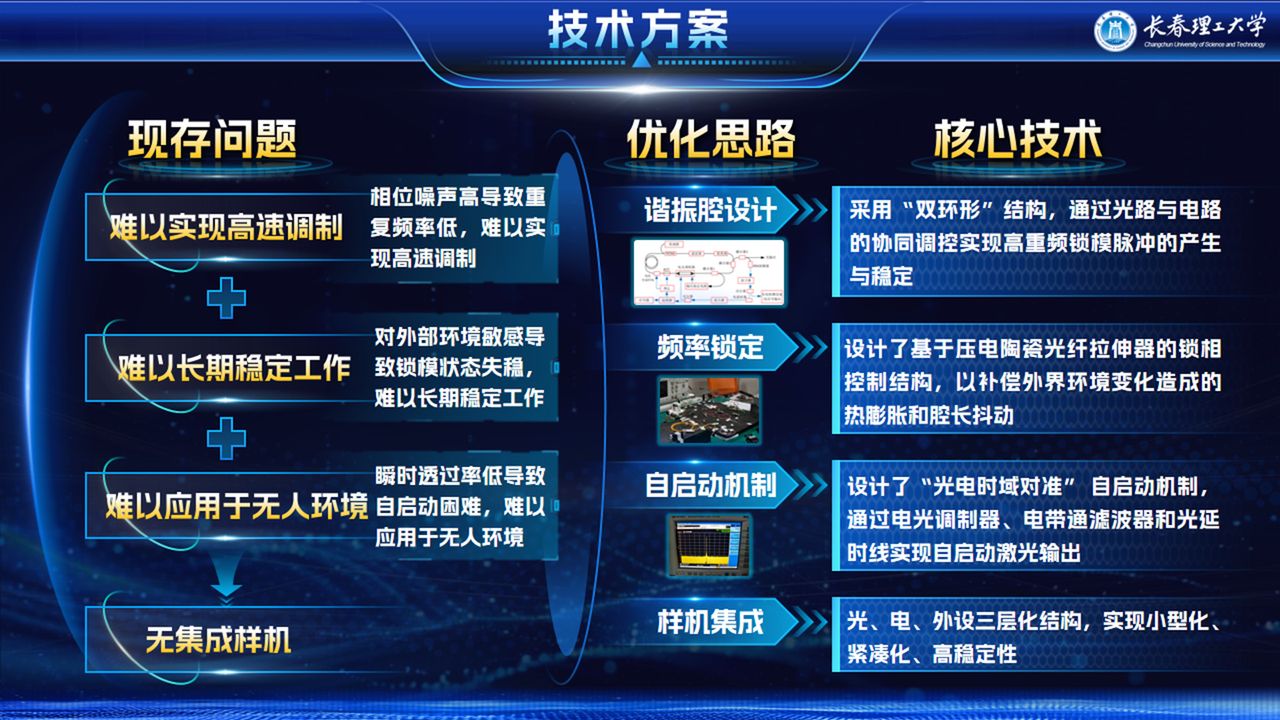 技术方案
长春理工大学
Changchun University of Science and Technology
现存问题
难以实现高速调制
相位噪声高导致重
复频率低，难以实
现高速调制
难以长期稳定工作
对外部环境敏感导
致锁模状态失稳，
难以长期稳定工作
难以应用于无人环境
瞬时透过率低导致
自启动困难，难以
应用于无人环境
无集成样机
优化思路
谐振腔设计
频率锁定
自启动机制
样机集成
核心技术
采用“双环形”结构，通过光路与电路
的协同调控实现高重频锁模脉冲的产生
与稳定
设计了基于压电陶瓷光纤拉伸器的锁相
控制结构，以补偿外界环境变化造成的
热膨胀和腔长抖动
设计了“光电时域对准” 自启动机制，
通过电光调制器、电带通滤波器和光延
时线实现自启动激光输出
光、电、外设三层化结构，实现小型化、
紧凑化、高稳定性